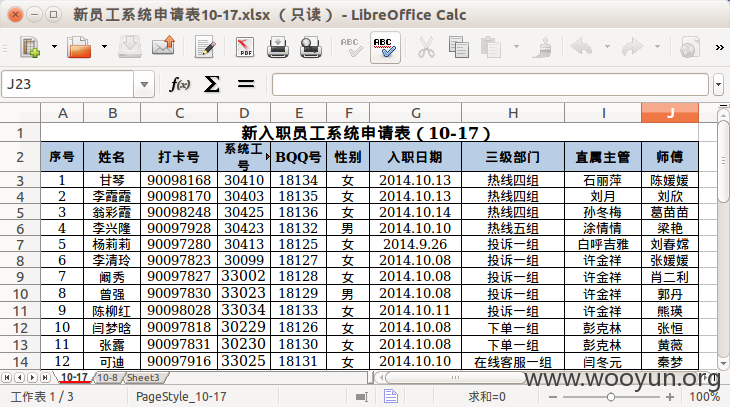 新员工系统申请表10-17.xlsx （只读） - LibreOffice Calc
J23
f(x) Σ =
A B C D E F G H I J
1 新入职员工系统申请表（10-17）
2 序号 姓名 打卡号 系统工号 BQQ号 性别 入职日期 三级部门 直属主管 师傅
3 1 甘琴 90098168 30410 18134 女 2014.10.13 热线四组 石丽萍 陈媛媛
4 2 李霞霞 90098170 30403 18135 女 2014.10.13 热线四组 刘月 刘欣
5 3 翁彩霞 90098248 30425 18136 女 2014.10.14 热线四组 孙冬梅 葛苗苗
6 4 李兴隆 90097928 30423 18132 男 2014.10.10 热线五组 涂情情 梁艳
7 5 杨莉莉 90097280 30413 18125 女 2014.9.26 投诉一组 白呼吉雅 刘春嫦
8 6 李清玲 90097823 30099 18127 女 2014.10.08 投诉一组 许金祥 张媛媛
9 7 阚秀 90097827 33002 18128 女 2014.10.08 投诉一组 许金祥 肖二利
10 8 曾强 90097830 33023 18129 男 2014.10.08 投诉一组 许金祥 郭丹
11 9 陈柳红 90098028 33034 18133 女 2014.10.11 投诉一组 许金祥 熊瑛
12 10 闫梦晗 90097818 30229 18126 女 2014.10.08 下单一组 彭克林 张恒
13 11 张露 90097831 30230 18130 女 2014.10.08 下单一组 彭克林 黄薇
14 12 可迪 90097916 33025 18131 女 2014.10.10 在线客服一组 闫冬元 秦梦
10-17 10-8 Sheet3
www.wooyun.org
工作表 1 / 3 PageStyle_10-17 求和=0 100%